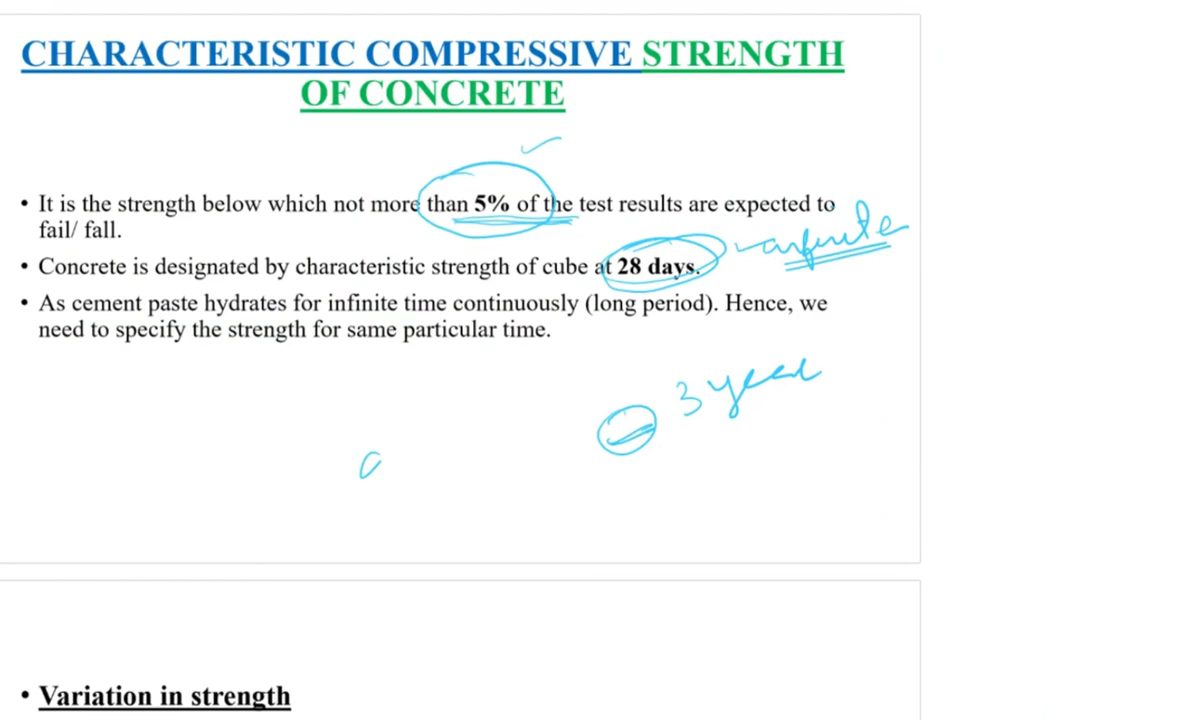 CHARACTERISTIC COMPRESSIVE STRENGTH
OF CONCRETE
• It is the strength below which not more than 5% of the test results are expected to
fail/ fall.
• Concrete is designated by characteristic strength of cube at 28 days.
• As cement paste hydrates for infinite time continuously (long period). Hence, we
need to specify the strength for same particular time.
3 year
• Variation in strength